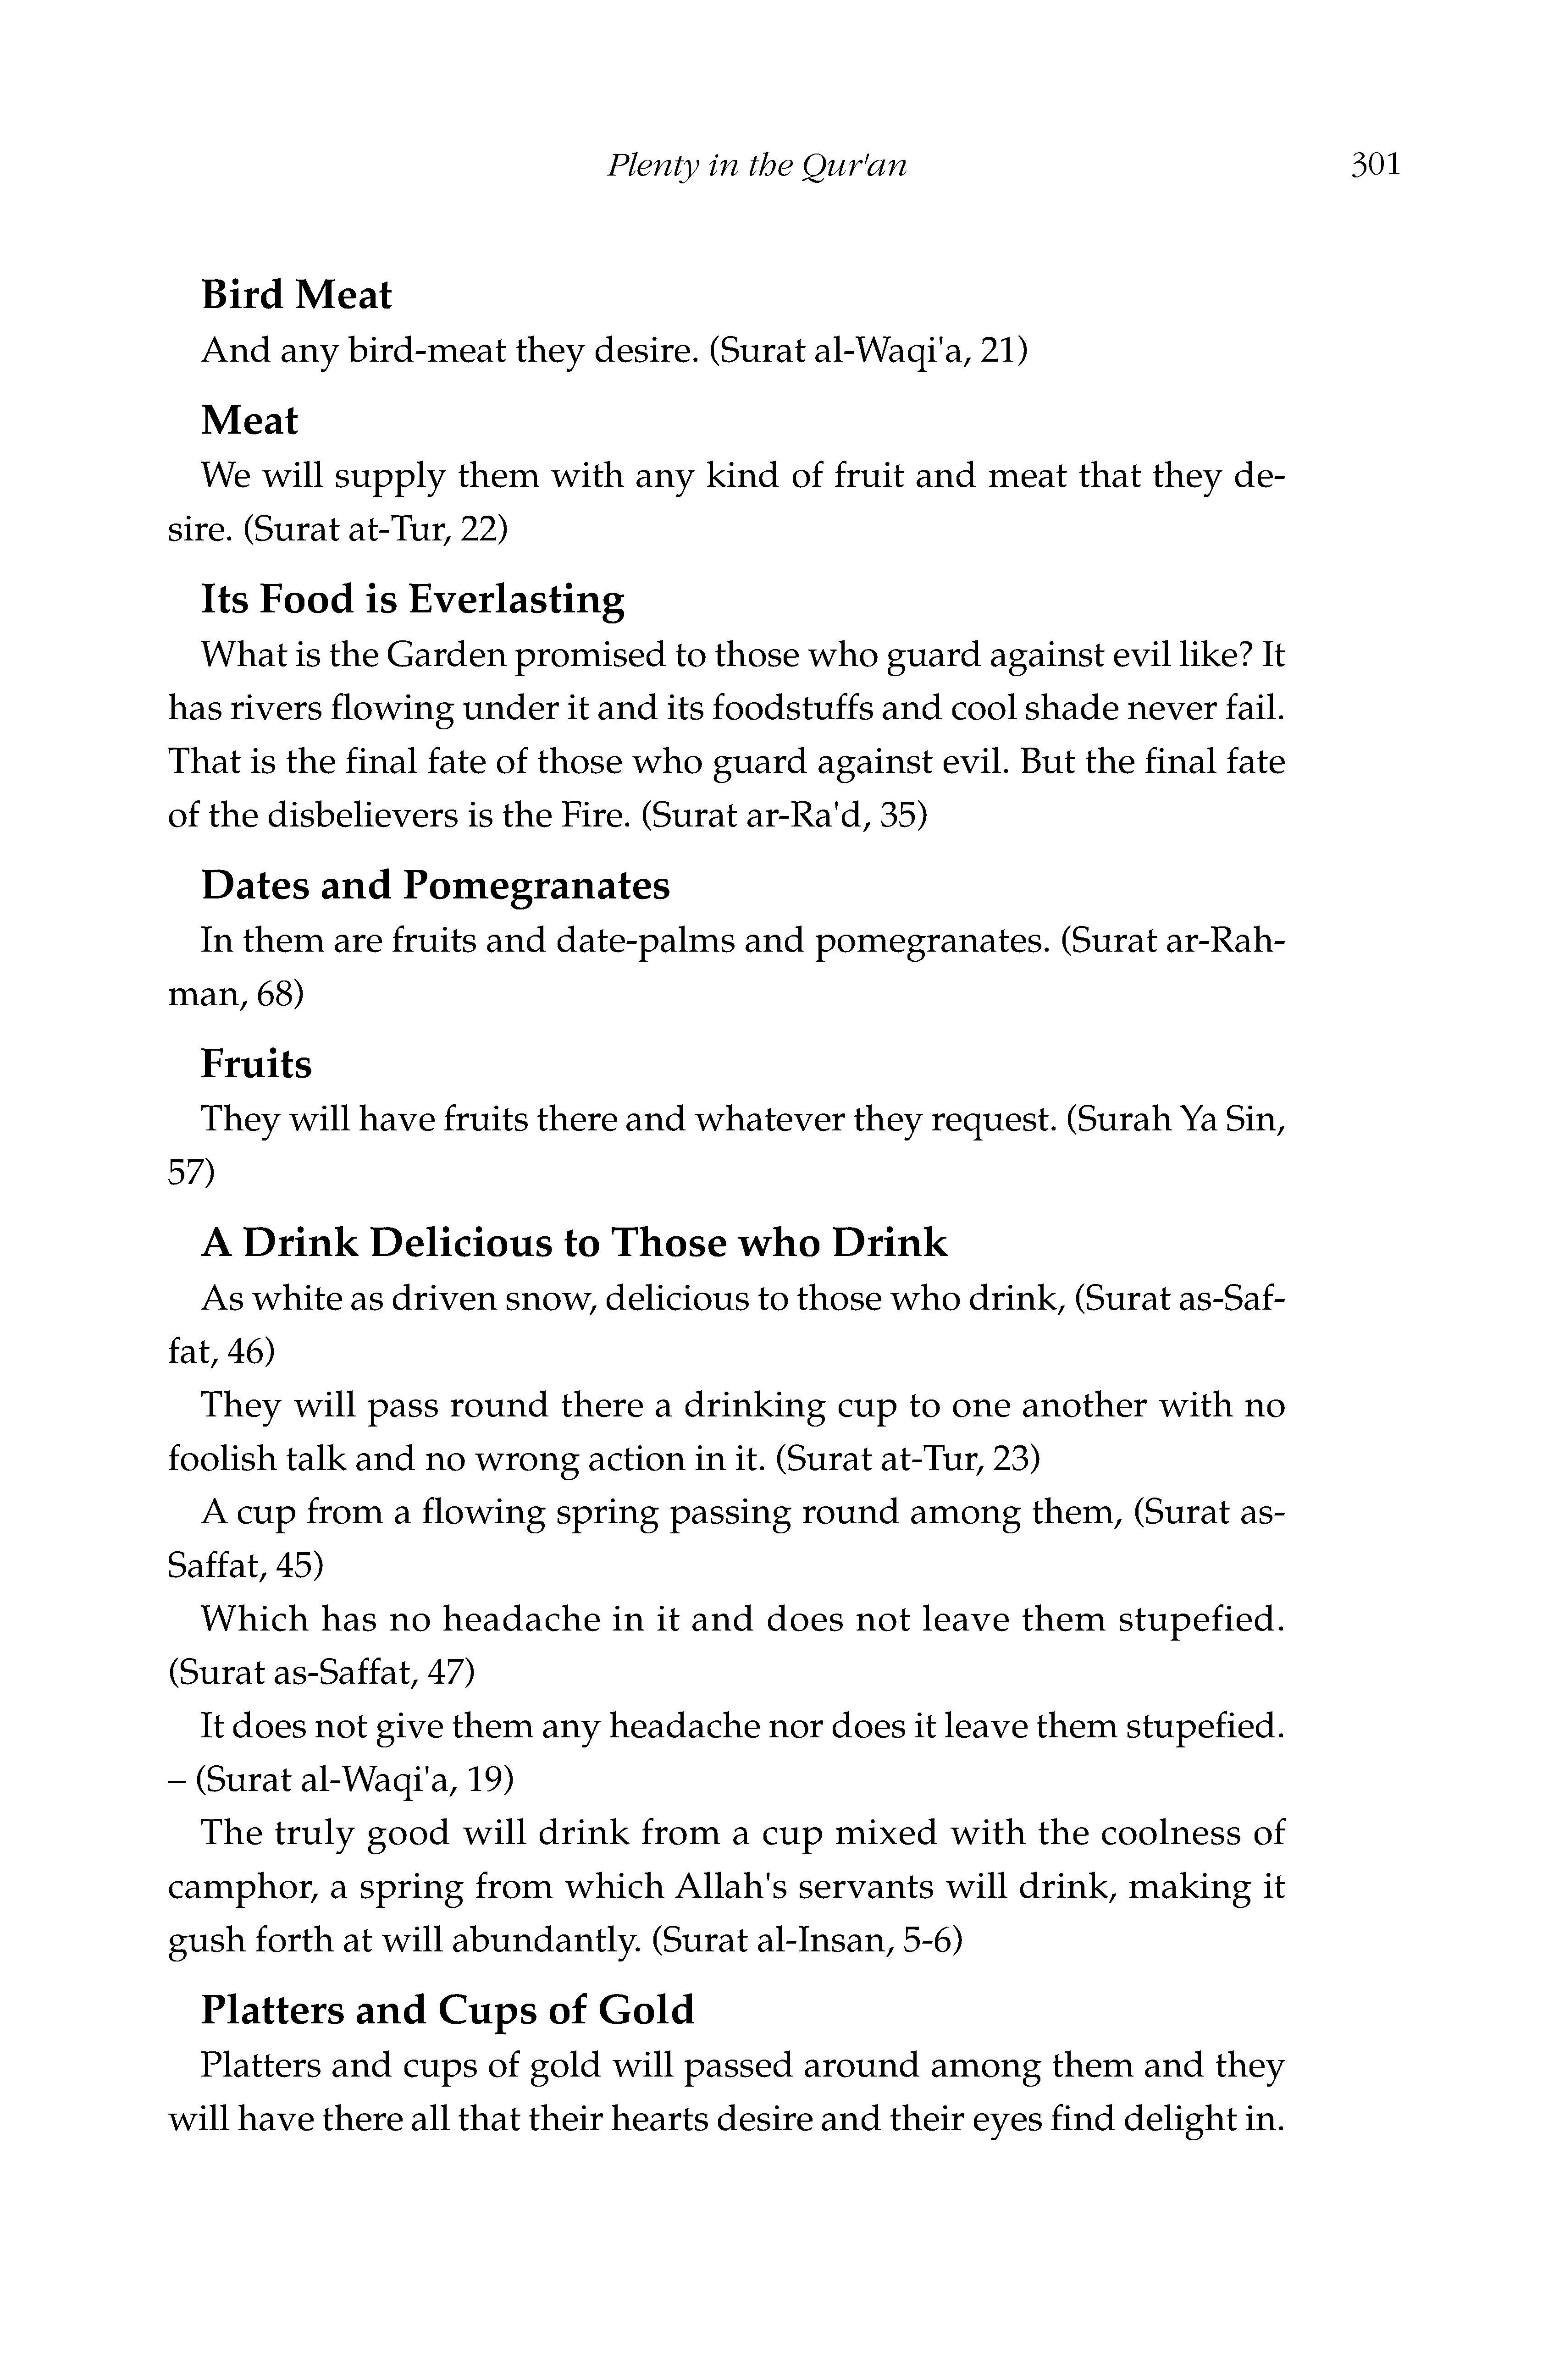 Plenty in the Qur'an 301
Bird Meat
And any bird-meat they desire. (Surat al-Waqi'a, 21)
Meat
We will supply them with any kind of fruit and meat that they de-
sire. (Surat at-Tur, 22)
Its Food is Everlasting
What is the Garden promised to those who guard against evil like? It
has rivers flowing under it and its foodstuffs and cool shade never fail.
That is the final fate of those who guard against evil. But the final fate
of the disbelievers is the Fire. (Surat ar-Ra'd, 35)
Dates and Pomegranates
In them are fruits and date-palms and pomegranates. (Surat ar-Rah-
man, 68)
Fruits
They will have fruits there and whatever they request. (Surah Ya Sin,
57)
A Drink Delicious to Those who Drink
As white as driven snow, delicious to those who drink, (Surat as-Saf-
fat, 46)
They will pass round there a drinking cup to one another with no
foolish talk and no wrong action in it. (Surat at-Tur, 23)
A cup from a flowing spring passing round among them, (Surat as-
Saffat, 45)
Which has no headache in it and does not leave them stupefied.
(Surat as-Saffat, 47)
It does not give them any headache nor does it leave them stupefied.
– (Surat al-Waqi'a, 19)
The truly good will drink from a cup mixed with the coolness of
camphor, a spring from which Allah's servants will drink, making it
gush forth at will abundantly. (Surat al-Insan, 5-6)
Platters and Cups of Gold
Platters and cups of gold will passed around among them and they
will have there all that their hearts desire and their eyes find delight in.